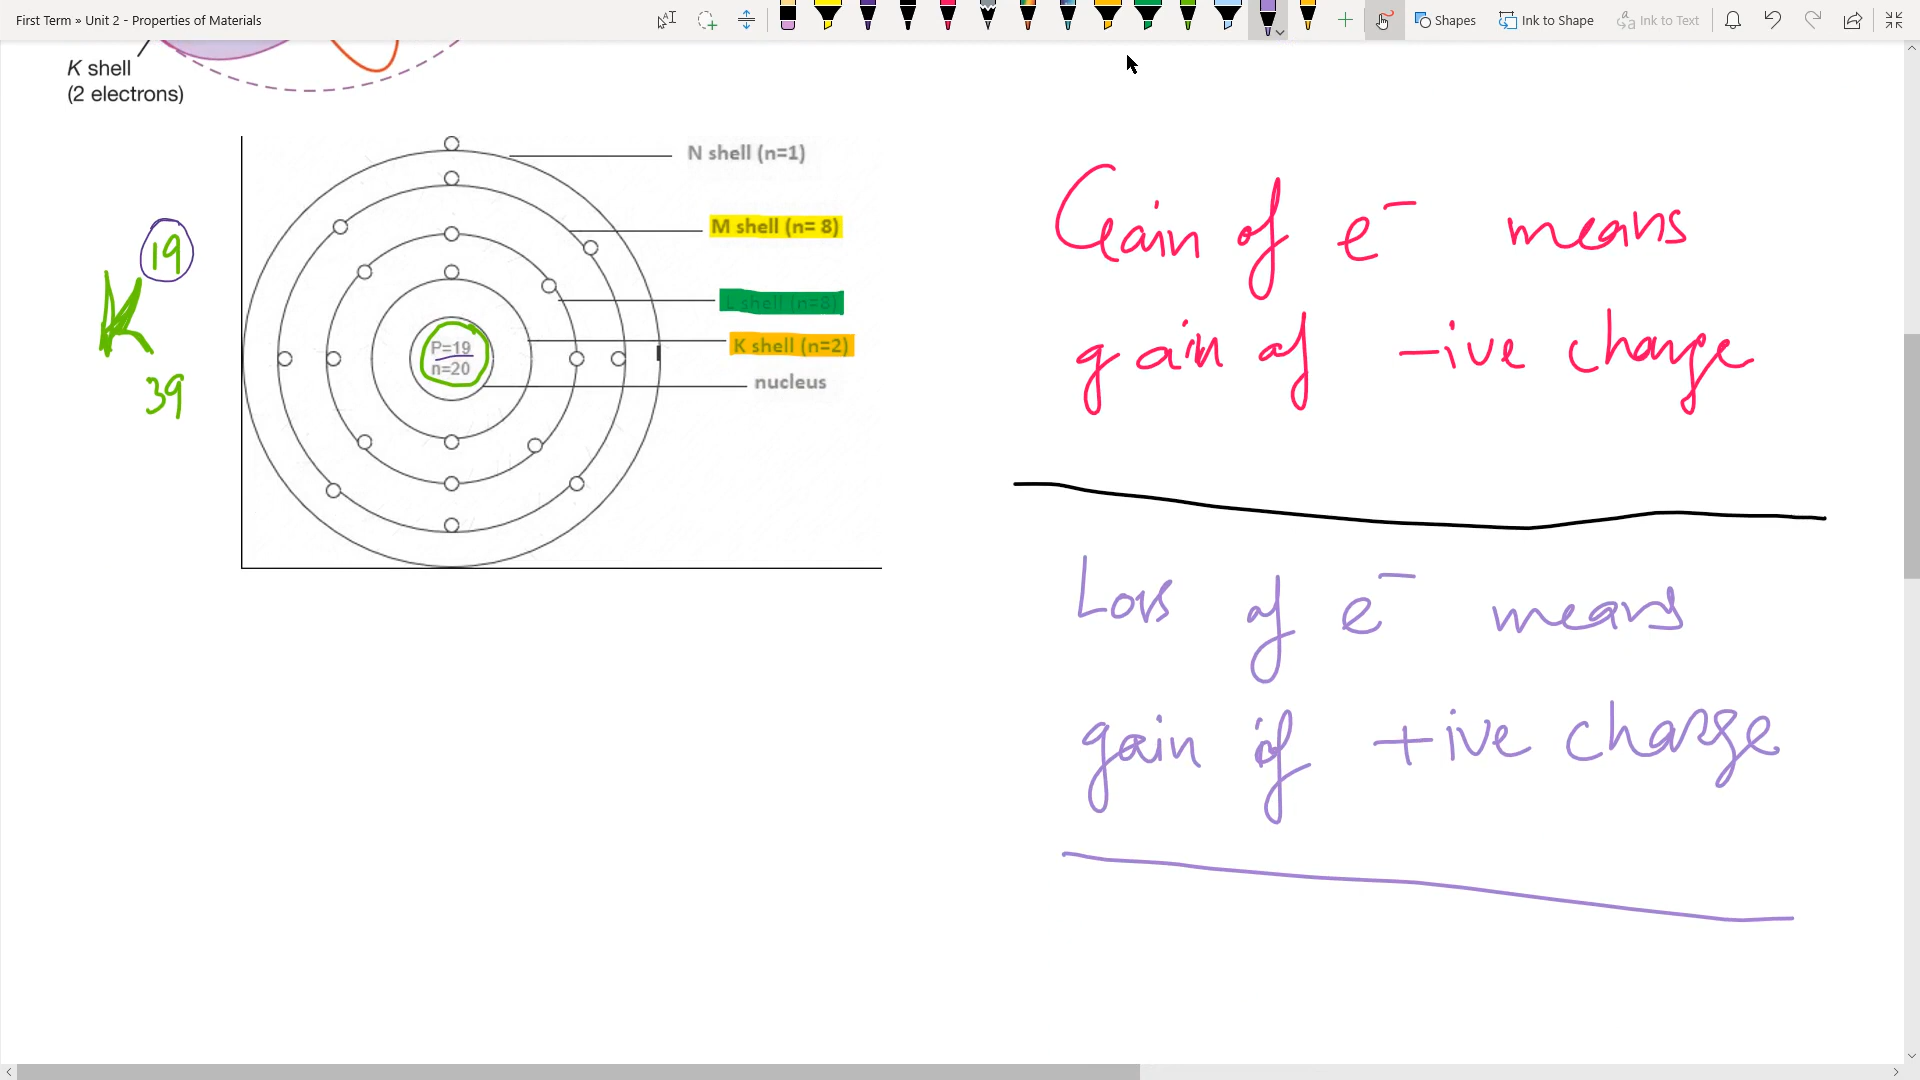 First Term » Unit 2 - Properties of Materials
Shapes
Ink to Shape
Ink to Text
K shell
(2 electrons)
N shell (n=1)
M shell (n= 8)
L shell (n=8)
K shell (n=2)
nucleus
P=19
n=20
19
K
39
Gain of e⁻ means
gain of -ive charge
Loss of e⁻ means
gain of +ive charge